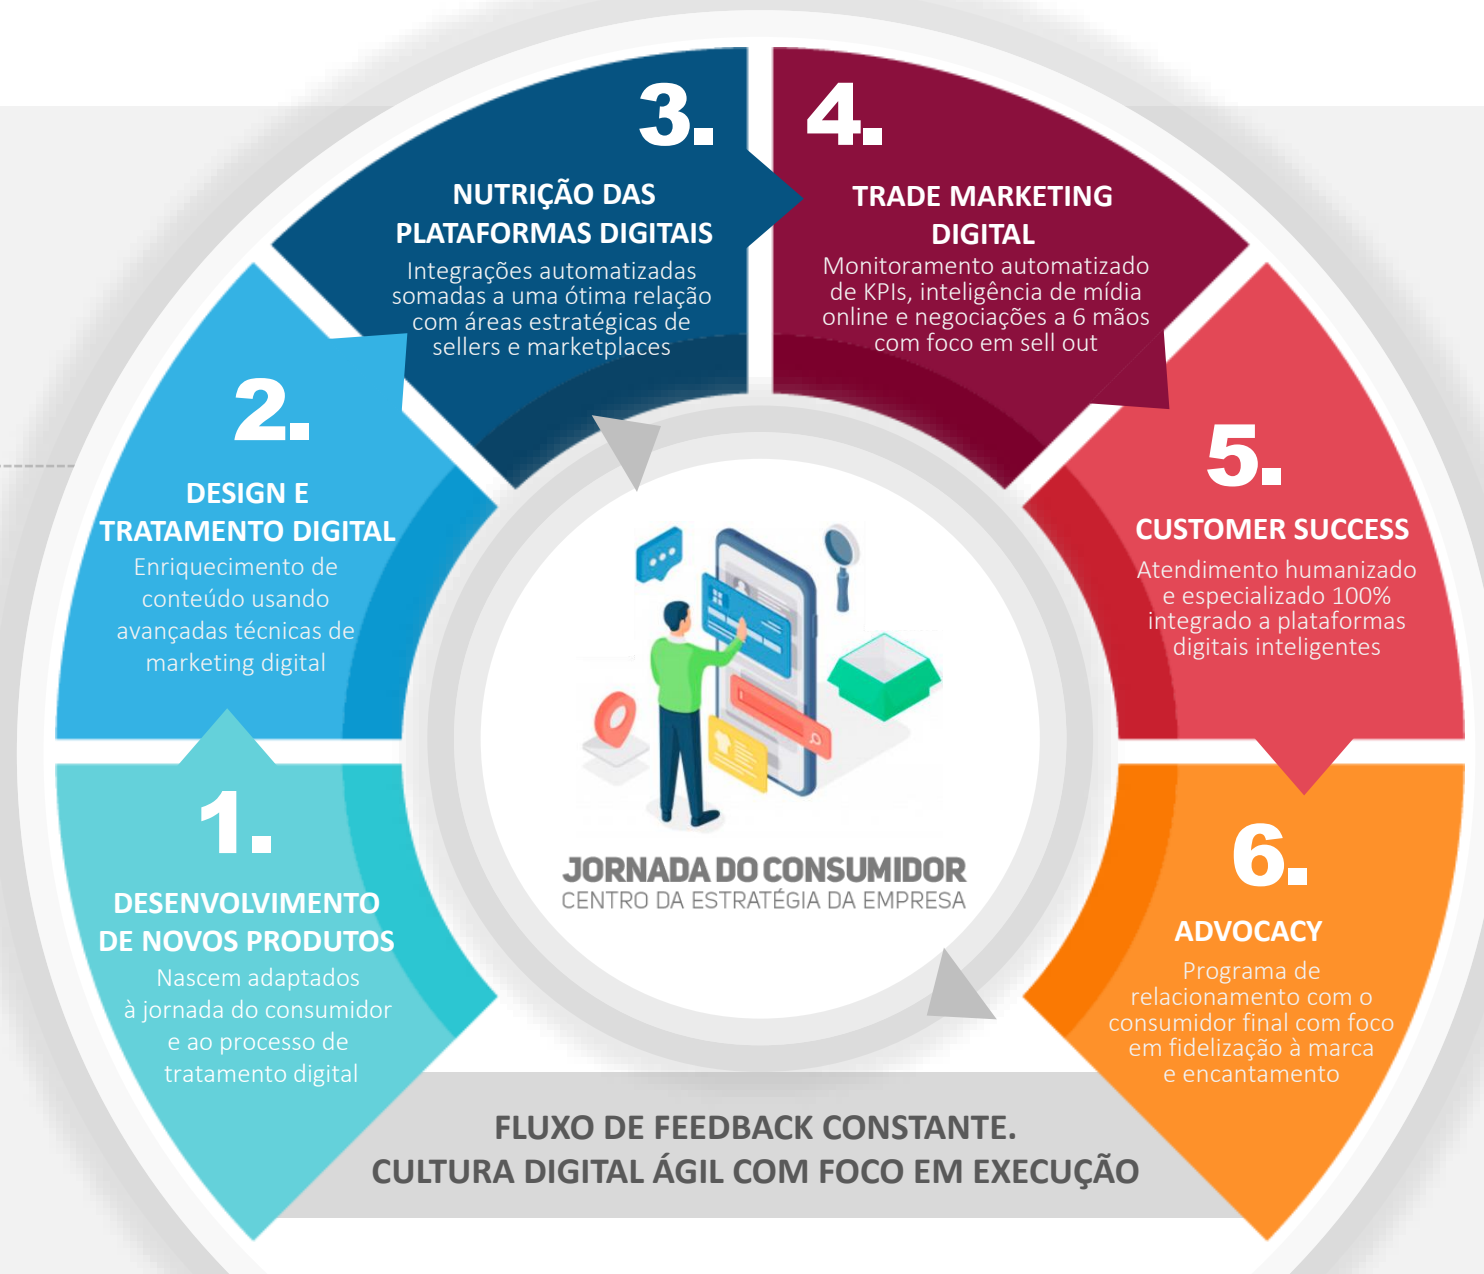 1.
DESENVOLVIMENTO
DE NOVOS PRODUTOS
Nascem adaptados
à jornada do consumidor
e ao processo de
tratamento digital
2.
DESIGN E
TRATAMENTO DIGITAL
Enriquecimento de
conteúdo usando
avançadas técnicas de
marketing digital
3.
NUTRIÇÃO DAS
PLATAFORMAS DIGITAIS
Integrações automatizadas
somadas a uma ótima relação
com áreas estratégicas de
sellers e marketplaces
4.
TRADE MARKETING
DIGITAL
Monitoramento automatizado
de KPIs, inteligência de mídia
online e negociações a 6 mãos
com foco em sell out
5.
CUSTOMER SUCCESS
Atendimento humanizado
e especializado 100%
integrado a plataformas
digitais inteligentes
6.
ADVOCACY
Programa de
relacionamento com o
consumidor final com foco
em fidelização à marca
e encantamento
JORNADA DO CONSUMIDOR
CENTRO DA ESTRATÉGIA DA EMPRESA
FLUXO DE FEEDBACK CONSTANTE.
CULTURA DIGITAL ÁGIL COM FOCO EM EXECUÇÃO